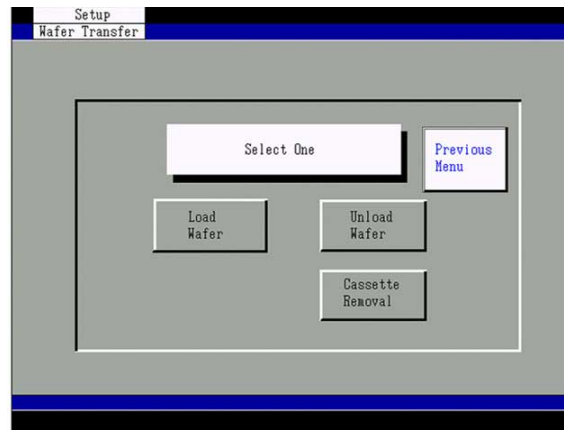 Setup
Wafer Transfer
Select One
Previous
Menu
Load
Wafer
Unload
Wafer
Cassette
Removal